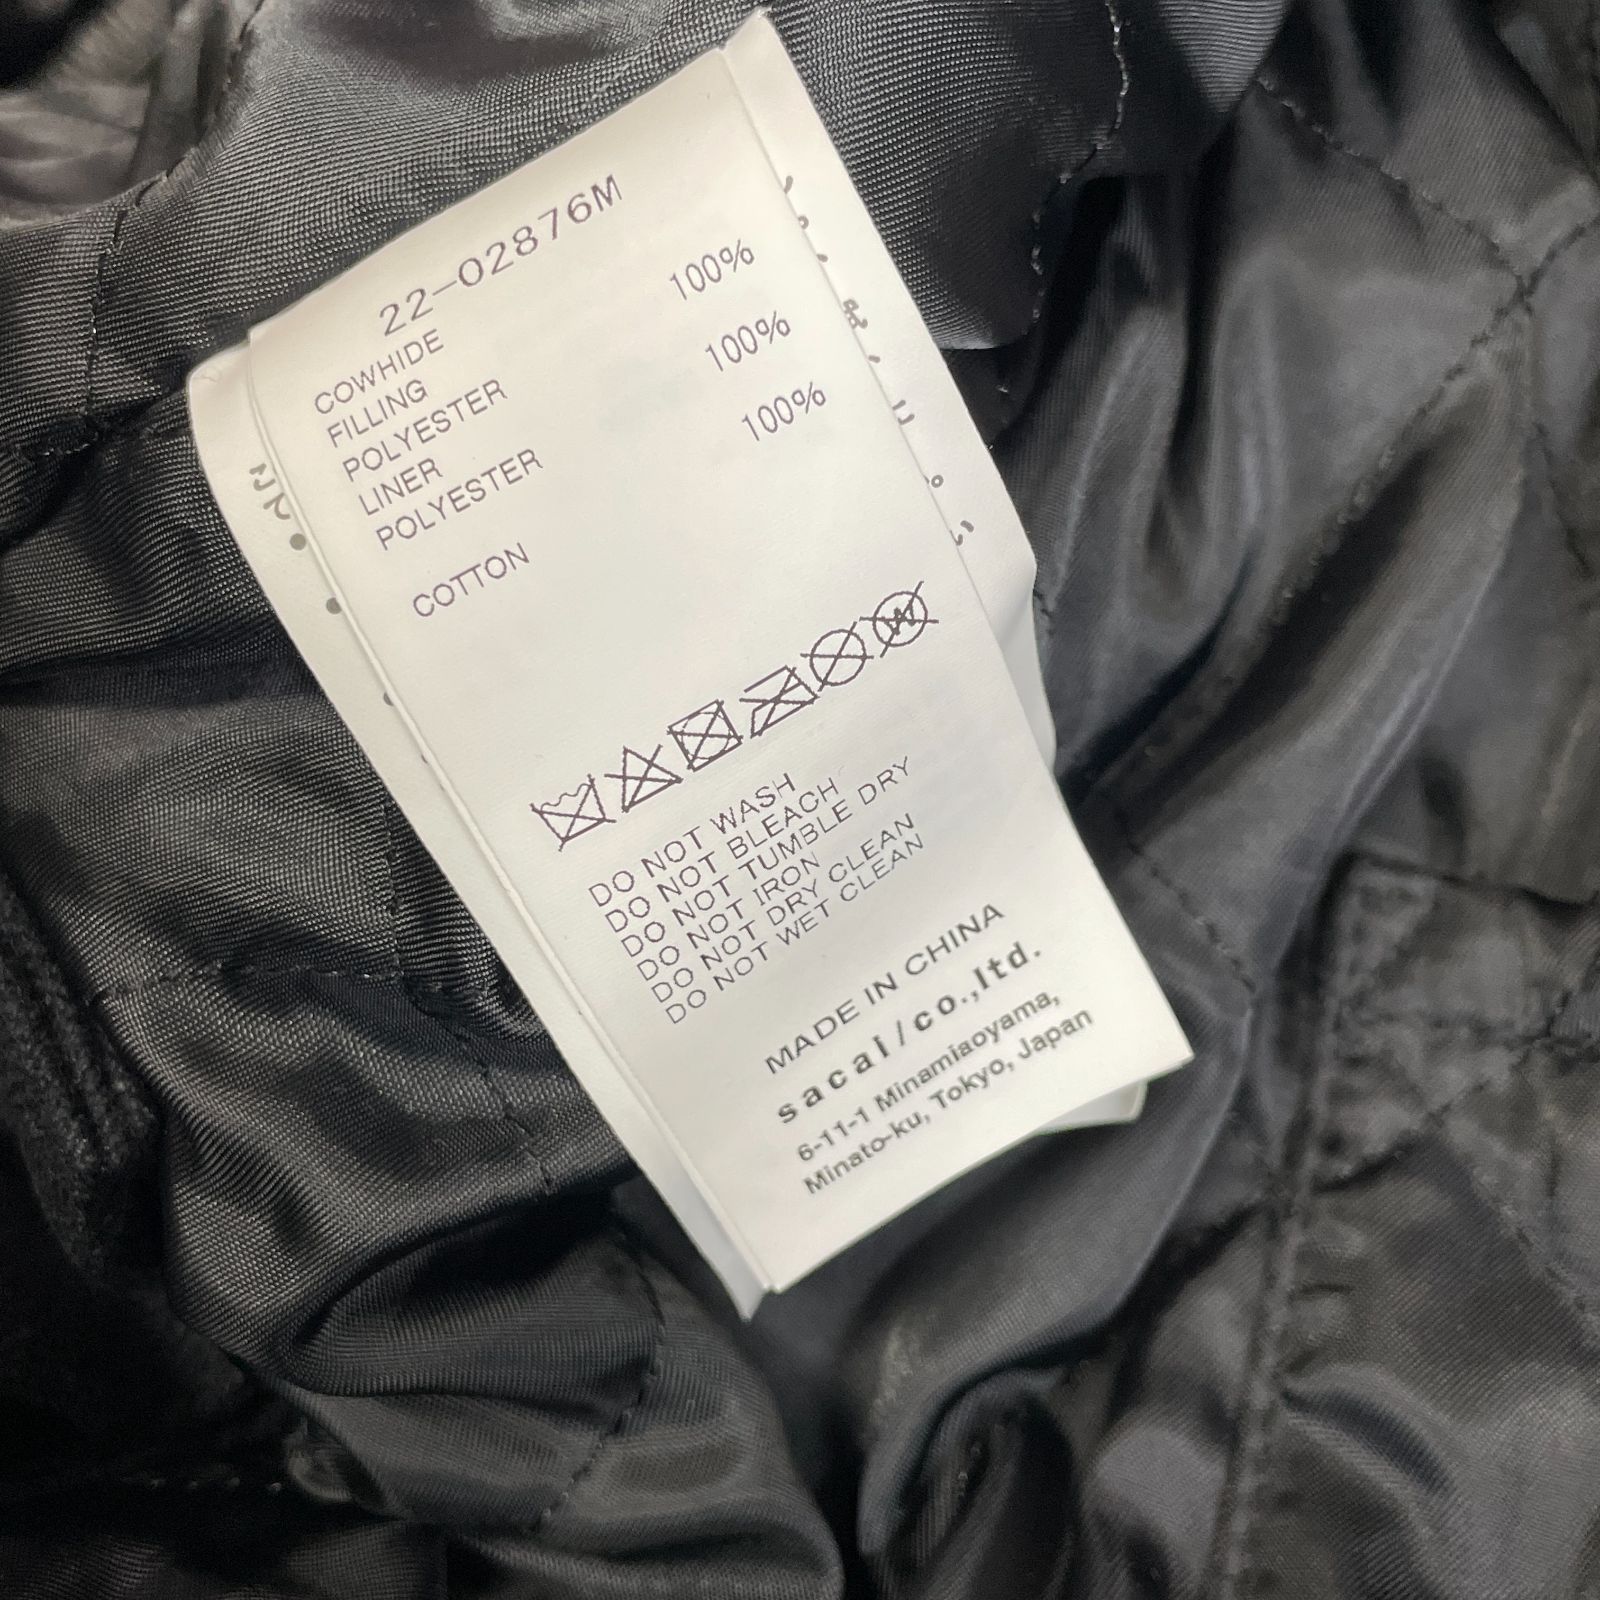 22-02876M
COWHIDE 100%
FILLING
POLYESTER 100%
LINER
POLYESTER 100%
COTTON
DO NOT WASH
DO NOT BLEACH
DO NOT TUMBLE DRY
DO NOT IRON
DO NOT DRY CLEAN
DO NOT WET CLEAN
MADE IN CHINA
sacai/co.,ltd.
6-11-1 Minamiaoyama,
Minato-ku, Tokyo, Japan